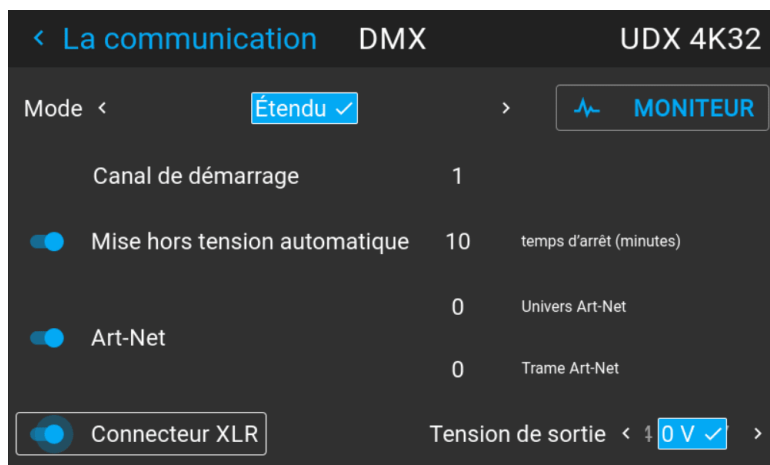 ‹ La communication DMX UDX 4K32
Mode ‹ Étendu ✓ › MONITEUR
Canal de démarrage 1
Mise hors tension automatique 10 temps d'arrêt (minutes)
0 Univers Art-Net
Art-Net
0 Trame Art-Net
Connecteur XLR Tension de sortie ‹ 0 V ✓ ›